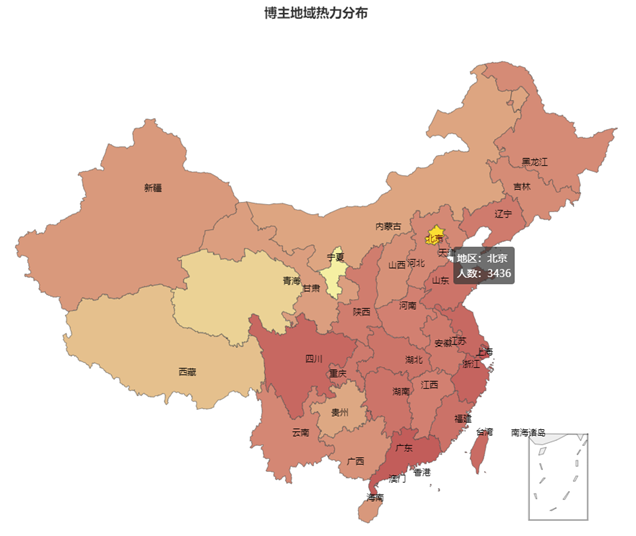 博主地域热力分布
黑龙江
吉林
新疆
辽宁
内蒙古
北京
天津
地区: 北京
人数: 3436
宁夏
山西
河北
青海
甘肃
山东
陕西
河南
安徽
江苏
上海
四川
湖北
浙江
西藏
重庆
江西
湖南
贵州
福建
云南
台湾
南海诸岛
广西
广东
香港
澳门
海南